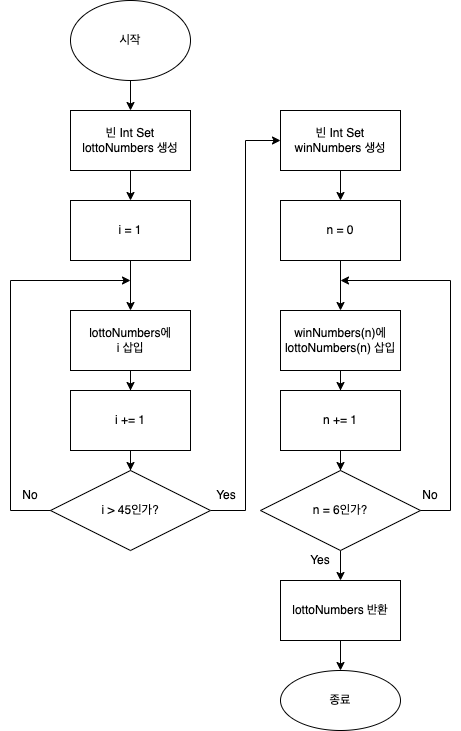 시작
빈 Int Set
lottoNumbers 생성
i = 1
lottoNumbers에
i 삽입
i += 1
i > 45인가?
No
Yes
빈 Int Set
winNumbers 생성
n = 0
winNumbers(n)에
lottoNumbers(n) 삽입
n += 1
n = 6인가?
No
Yes
lottoNumbers 반환
종료